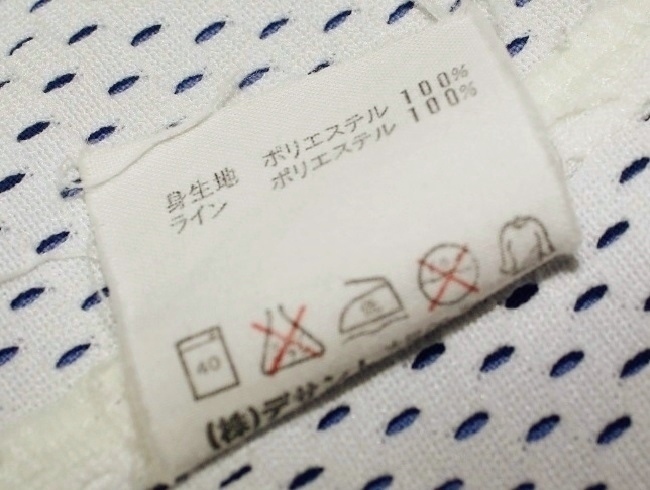 身生地 ポリエステル 100%
ライン ポリエステル 100%
40
(株)デサント